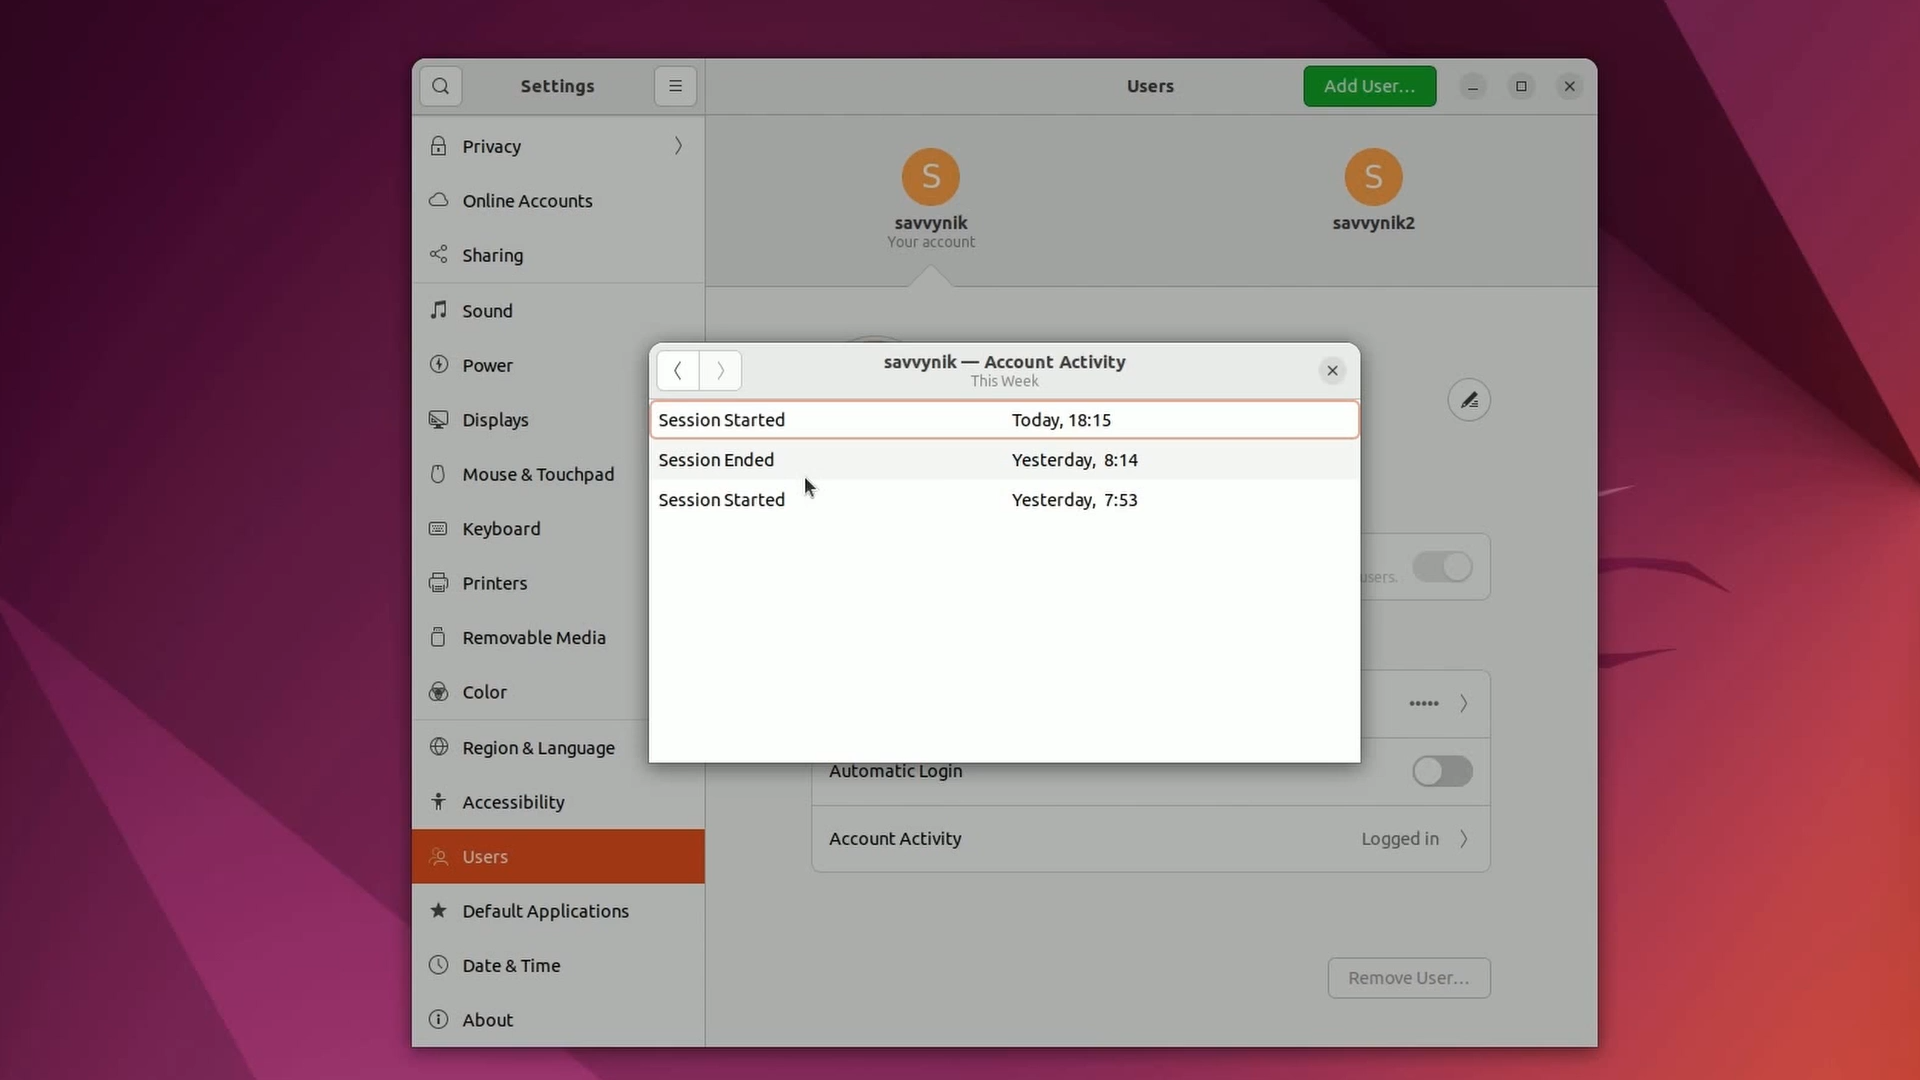 Settings
Users
Add User...
Privacy
Online Accounts
Sharing
Sound
Power
Displays
Mouse & Touchpad
Keyboard
Printers
Removable Media
Color
Region & Language
Accessibility
Users
Default Applications
Date & Time
About
S
savvynik
Your account
S
savvynik2
savvynik — Account Activity
This Week
Session Started Today, 18:15
Session Ended Yesterday, 8:14
Session Started Yesterday, 7:53
users.
•••••
Automatic Login
Account Activity Logged in
Remove User...